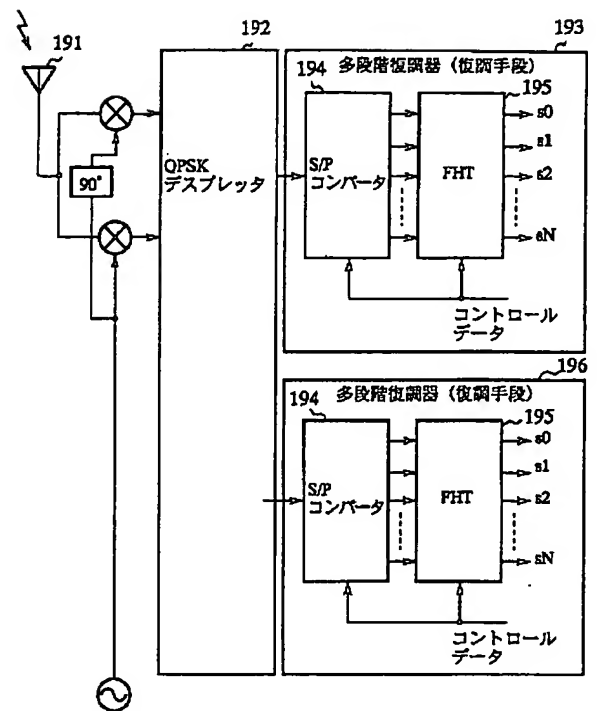 191
192
193
90°
QPSK
デスプレッタ
多段階復調器（復調手段）
194
195
S/P
コンバータ
FHT
s0
s1
s2
sN
コントロール
データ
196
多段階復調器（復調手段）
194
195
S/P
コンバータ
FHT
s0
s1
s2
sN
コントロール
データ